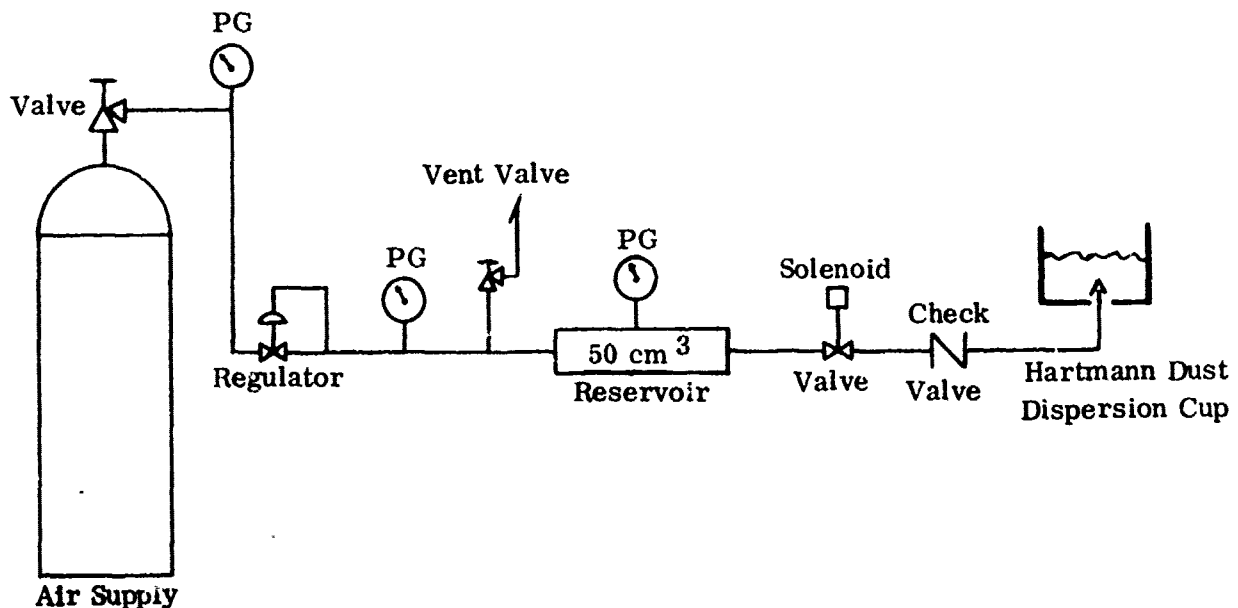 PG
Valve
Vent Valve
PG
PG
Solenoid
Check
50 cm 3
Regulator
Reservoir
Valve
Valve
Hartmann Dust
Dispersion Cup
Air Supply